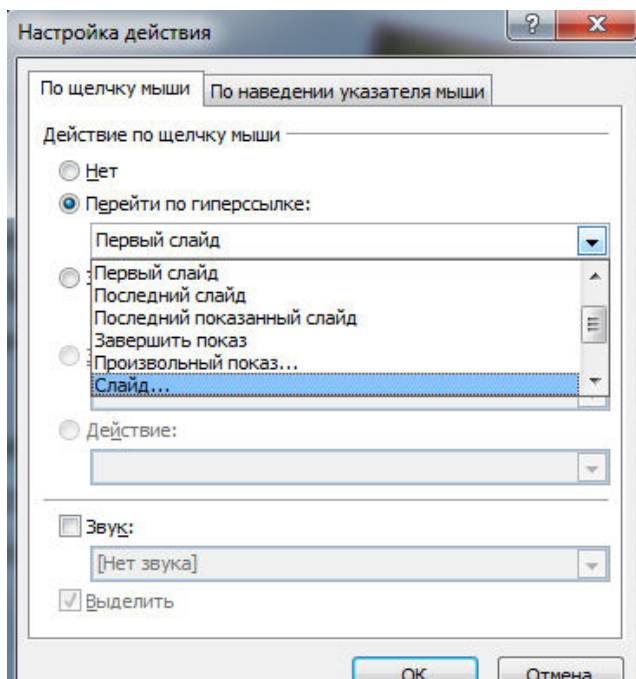 Настройка действия
По щелчку мыши По наведении указателя мыши
Действие по щелчку мыши
Нет
Перейти по гиперссылке:
Первый слайд
Первый слайд
Последний слайд
Последний показанный слайд
Завершить показ
Произвольный показ...
Слайд...
Действие:
Звук:
[Нет звука]
Выделить
ОК Отмена